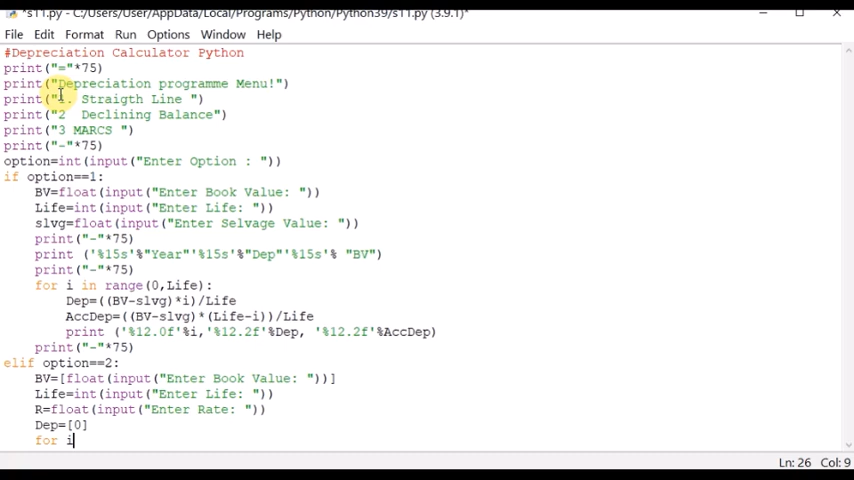 *s11.py - C:/Users/User/AppData/Local/Programs/Python/Python39/s11.py (3.9.1)*
File Edit Format Run Options Window Help
#Depreciation Calculator Python
print("="*75)
print("Depreciation programme Menu!")
print("1. Straigth Line ")
print("2  Declining Balance")
print("3 MARCS ")
print("-"*75)
option=int(input("Enter Option : "))
if option==1:
    BV=float(input("Enter Book Value: "))
    Life=int(input("Enter Life: "))
    slvg=float(input("Enter Selvage Value: "))
    print("-"*75)
    print ('%15s'%"Year"'%15s'%"Dep"'%15s'% "BV")
    print("-"*75)
    for i in range(0,Life):
        Dep=((BV-slvg)*i)/Life
        AccDep=((BV-slvg)*(Life-i))/Life
        print ('%12.0f'%i,'%12.2f'%Dep, '%12.2f'%AccDep)
    print("-"*75)
elif option==2:
    BV=[float(input("Enter Book Value: "))]
    Life=int(input("Enter Life: "))
    R=float(input("Enter Rate: "))
    Dep=[0]
    for i
Ln: 26 Col: 9